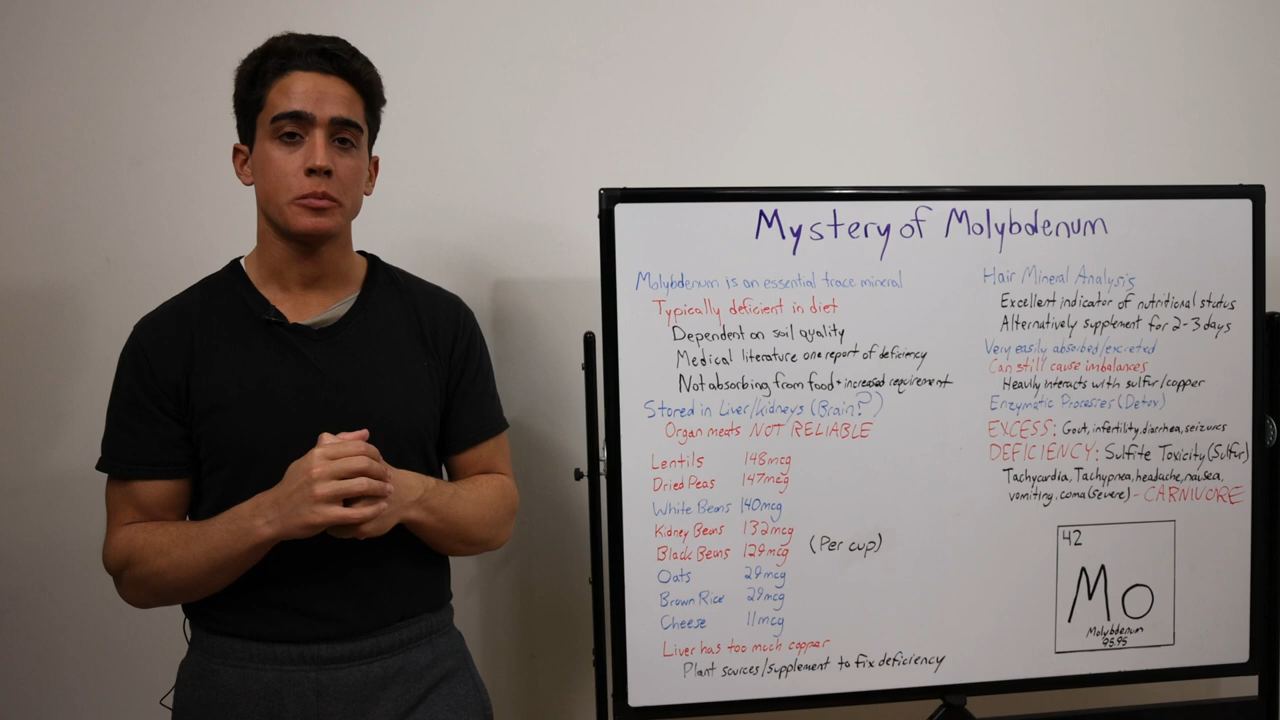 Mystery of Molybdenum
Molybdenum is an essential trace mineral
Typically deficient in diet
Dependent on soil quality
Medical literature one report of deficiency
Not absorbing from food + increased requirement
Stored in Liver/kidneys (Brain?)
Organ meats NOT RELIABLE
Lentils 148mcg
Dried Peas 147mcg
White Beans 140mcg
Kidney Beans 132mcg
Black Beans 129mcg
(Per cup)
Oats 29mcg
Brown Rice 29mcg
Cheese 11mcg
Liver has too much copper
Plant sources/supplement to fix deficiency
Hair Mineral Analysis
Excellent indicator of nutritional status
Alternatively supplement for 2-3 days
Very easily absorbed/excreted
Can still cause imbalances
Heavily interacts with sulfur/copper
Enzymatic Processes (Detox)
EXCESS: Gout, infertility, diarrhea, seizures
DEFICIENCY: Sulfite Toxicity (Sulfur)
Tachycardia, Tachypnea, headache, nausea,
vomiting, coma (severe) - CARNIVORE
42
Mo
Molybdenum
95.95